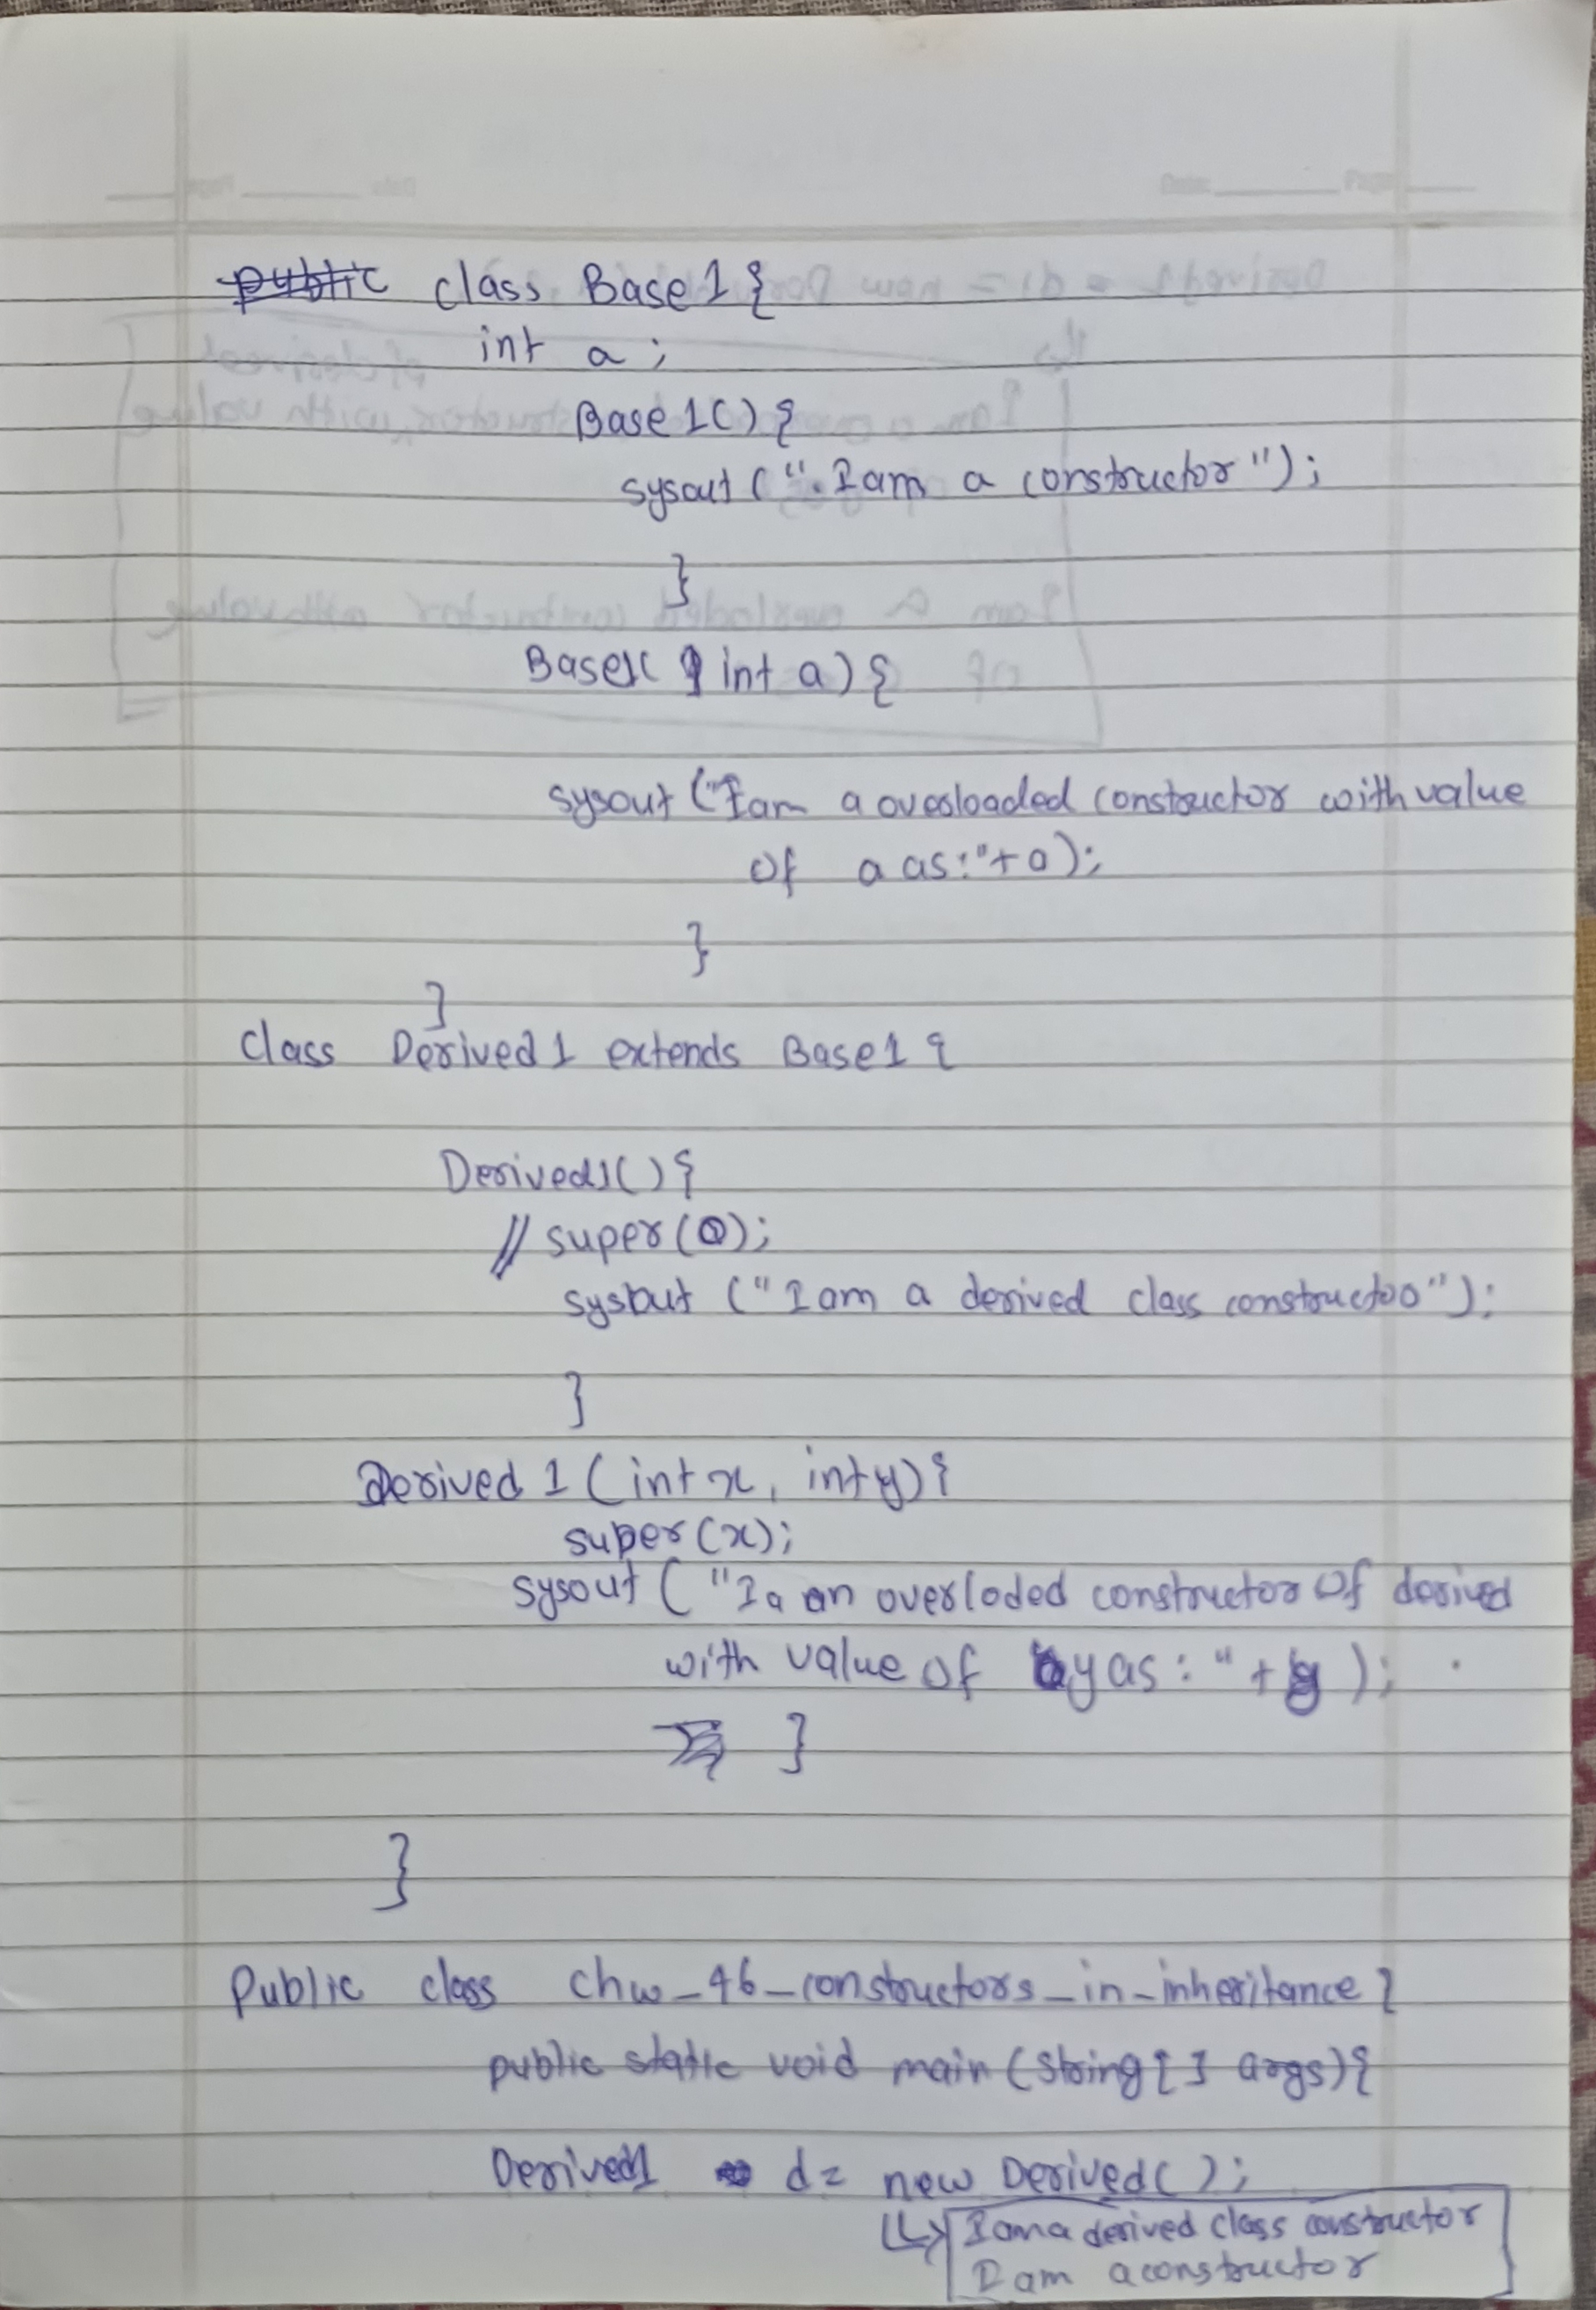 public class Base1{
int a;
Base1(){
sysout (". I am a constructor");
}
Base1( int a){
sysout ("I am a overloaded constructor with value
of a as:"+a);
}
}
class Derived1 extends Base1{
Derived1(){
// super(0);
sysout ("I am a derived class constructoo");
}
Derived1 (int x, int y){
super(x);
sysout ("I a an overloded constructor of derived
with value of y as: "+y);
}
}
Public class chw_46_constructors_in_inheritance{
public static void main (string[] args){
Derived1 d= new Derived();
↳ I am a derived class constructor
I am a constructor